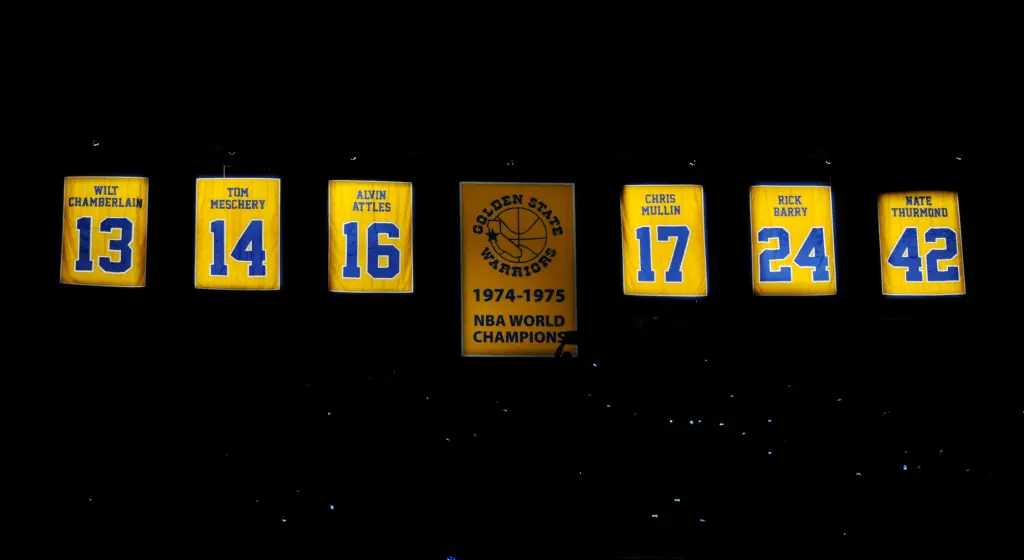 WILT
CHAMBERLAIN
13
TOM
MESCHERY
14
ALVIN
ATTLES
16
GOLDEN STATE
WARRIORS
1974-1975
NBA WORLD
CHAMPIONS
CHRIS
MULLIN
17
RICK
BARRY
24
NATE
THURMOND
42